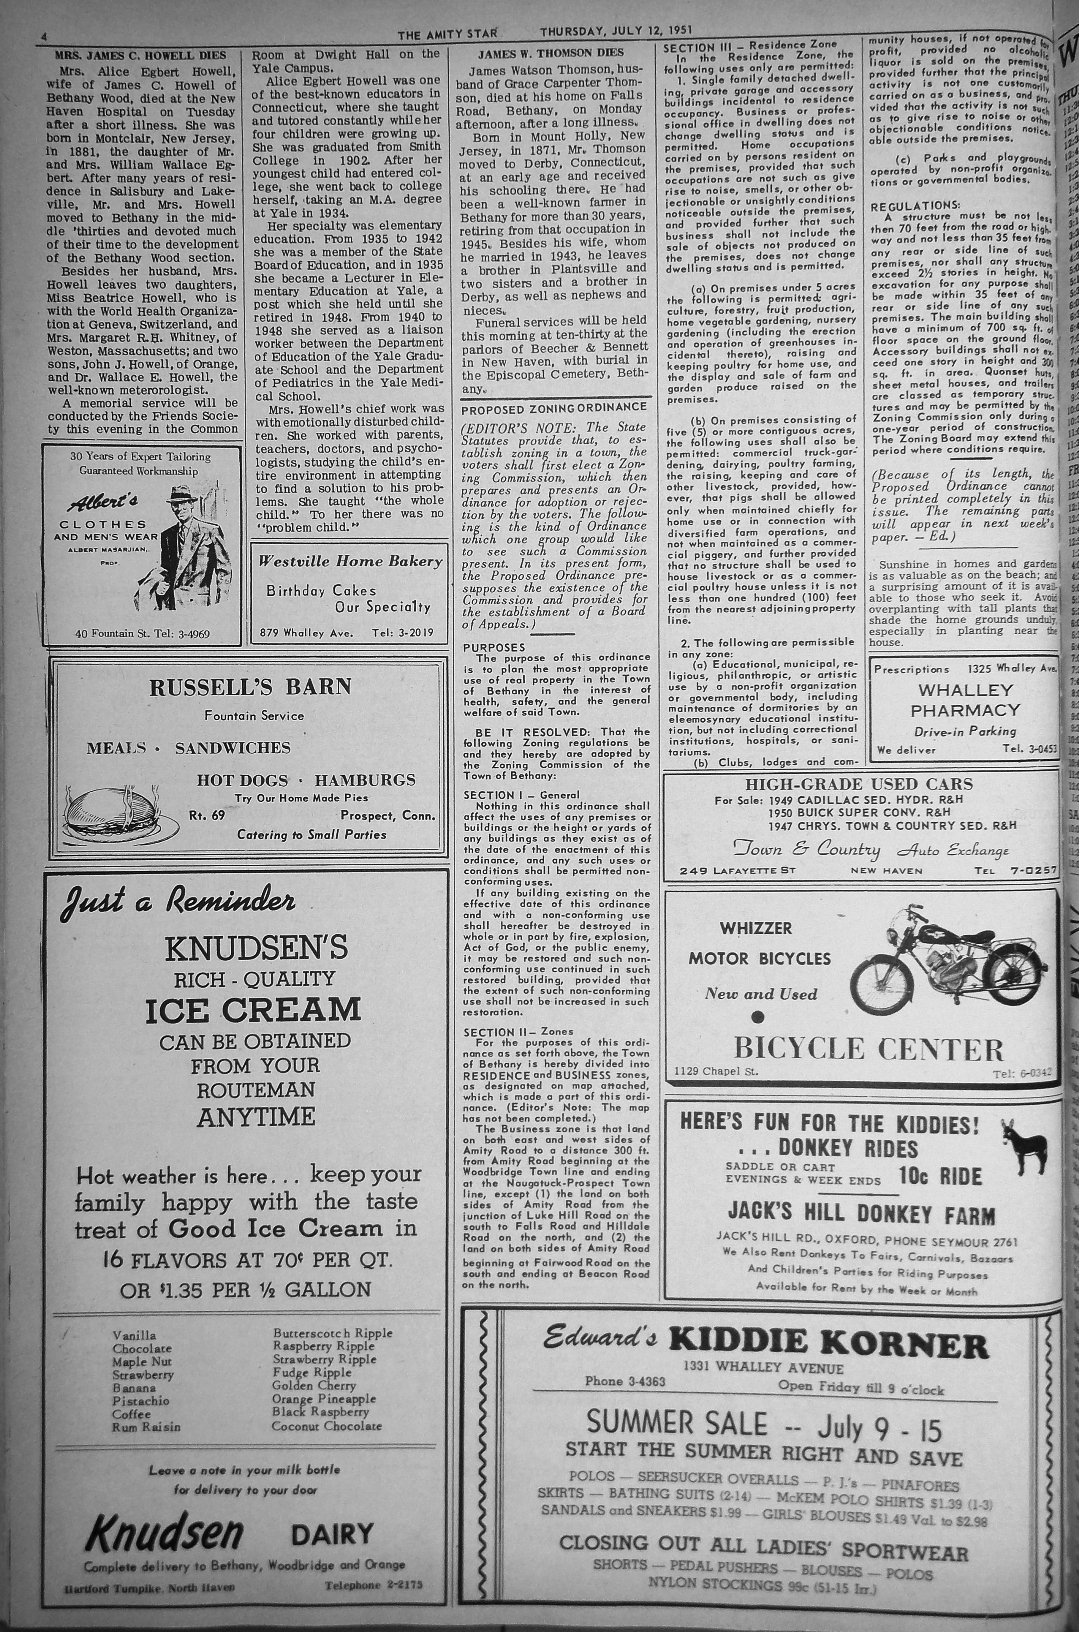 4
THE AMITY STAR
THURSDAY, JULY 12, 1951
MRS. JAMES C. HOWELL DIES
Mrs. Alice Egbert Howell,
wife of James C. Howell of
Bethany Wood, died at the New
Haven Hospital on Tuesday
after a short illness. She was
born in Montclair, New Jersey,
in 1881, the daughter of Mr.
and Mrs. William Wallace Eg-
bert. After many years of resi-
dence in Salisbury and Lake-
ville, Mr. and Mrs. Howell
moved to Bethany in the mid-
dle 'thirties and devoted much
of their time to the development
of the Bethany Wood section.
Besides her husband, Mrs.
Howell leaves two daughters,
Miss Beatrice Howell, who is
with the World Health Organiza-
tion at Geneva, Switzerland, and
Mrs. Margaret R.H. Whitney, of
Weston, Massachusetts; and two
sons, John J. Howell, of Orange,
and Dr. Wallace E. Howell, the
well-known meterorologist.
A memorial service will be
conducted by the Friends Socie-
ty this evening in the Common
Room at Dwight Hall on the
Yale Campus.
Alice Egbert Howell was one
of the best-known educators in
Connecticut, where she taught
and tutored constantly while her
four children were growing up.
She was graduated from Smith
College in 1902. After her
youngest child had entered col-
lege, she went back to college
herself, taking an M.A. degree
at Yale in 1934.
Her specialty was elementary
education. From 1935 to 1942
she was a member of the State
Board of Education, and in 1935
she became a Lecturer in Ele-
mentary Education at Yale, a
post which she held until she
retired in 1948. From 1940 to
1948 she served as a liaison
worker between the Department
of Education of the Yale Gradu-
ate School and the Department
of Pediatrics in the Yale Medi-
cal School.
Mrs. Howell's chief work was
with emotionally disturbed child-
ren. She worked with parents,
teachers, doctors, and psycho-
logists, studying the child's en-
tire environment in attempting
to find a solution to his prob-
lems. She taught "the whole
child." To her there was no
"problem child."
30 Years of Expert Tailoring
Guaranteed Workmanship
Albert's
CLOTHES
AND MEN'S WEAR
ALBERT MASARJIAN,
PROP
40 Fountain St. Tel: 3-4969
Westville Home Bakery
Birthday Cakes
Our Specialty
879 Whalley Ave. Tel: 3-2019
RUSSELL'S BARN
Fountain Service
MEALS · SANDWICHES
HOT DOGS · HAMBURGS
Try Our Home Made Pies
Rt. 69 Prospect, Conn.
Catering to Small Parties
Just a Reminder
KNUDSEN'S
RICH - QUALITY
ICE CREAM
CAN BE OBTAINED
FROM YOUR
ROUTEMAN
ANYTIME
Hot weather is here... keep your
family happy with the taste
treat of Good Ice Cream in
16 FLAVORS AT 70¢ PER QT.
OR $1.35 PER ½ GALLON
Vanilla
Chocolate
Maple Nut
Strawberry
Banana
Pistachio
Coffee
Rum Raisin
Butterscotch Ripple
Raspberry Ripple
Strawberry Ripple
Fudge Ripple
Golden Cherry
Orange Pineapple
Black Raspberry
Coconut Chocolate
Leave a note in your milk bottle
for delivery to your door
Knudsen DAIRY
Complete delivery to Bethany, Woodbridge and Orange
Hartford Turnpike, North Haven Telephone 2-2175
JAMES W. THOMSON DIES
James Watson Thomson, hus-
band of Grace Carpenter Thom-
son, died at his home on Falls
Road, Bethany, on Monday
afternoon, after a long illness.
Born in Mount Holly, New
Jersey, in 1871, Mr. Thomson
moved to Derby, Connecticut,
at an early age and received
his schooling there. He had
been a well-known farmer in
Bethany for more than 30 years,
retiring from that occupation in
1945. Besides his wife, whom
he married in 1943, he leaves
a brother in Plantsville and
two sisters and a brother in
Derby, as well as nephews and
nieces.
Funeral services will be held
this morning at ten-thirty at the
parlors of Beecher & Bennett
in New Haven, with burial in
the Episcopal Cemetery, Beth-
any.
PROPOSED ZONING ORDINANCE
(EDITOR'S NOTE: The State
Statutes provide that, to es-
tablish zoning in a town, the
voters shall first elect a Zon-
ing Commission, which then
prepares and presents an Or-
dinance for adoption or rejec-
tion by the voters. The follow-
ing is the kind of Ordinance
which one group would like
to see such a Commission
present. In its present form,
the Proposed Ordinance pre-
supposes the existence of the
Commission and provides for
the establishment of a Board
of Appeals.)
PURPOSES
The purpose of this ordinance
is to plan the most appropriate
use of real property in the Town
of Bethany in the interest of
health, safety, and the general
welfare of said Town.
BE IT RESOLVED: That the
following Zoning regulations be
and they hereby are adopted by
the Zoning Commission of the
Town of Bethany:
SECTION I — General
Nothing in this ordinance shall
affect the uses of any premises or
buildings or the height or yards of
any buildings as they exist as of
the date of the enactment of this
ordinance, and any such uses or
conditions shall be permitted non-
conforming uses.
If any building existing on the
effective date of this ordinance
and with a non-conforming use
shall hereafter be destroyed in
whole or in part by fire, explosion,
Act of God, or the public enemy,
it may be restored and such non-
conforming use continued in such
restored building, provided that
the extent of such non-conforming
use shall not be increased in such
restoration.
SECTION II — Zones
For the purposes of this ordi-
nance as set forth above, the Town
of Bethany is hereby divided into
RESIDENCE and BUSINESS zones,
as designated on map attached,
which is made a part of this ordi-
nance. (Editor's Note: The map
has not been completed.)
The Business zone is that land
on both east and west sides of
Amity Road to a distance 300 ft.
from Amity Road beginning at the
Woodbridge Town line and ending
at the Naugatuck-Prospect Town
line, except (1) the land on both
sides of Amity Road from the
junction of Luke Hill Road on the
south to Falls Road and Hilldale
Road on the north, and (2) the
land on both sides of Amity Road
beginning at Fairwood Road on the
south and ending at Beacon Road
on the north.
SECTION III — Residence Zone
In the Residence Zone, the
following uses only are permitted:
1. Single family detached dwell-
ing, private garage and accessory
buildings incidental to residence
occupancy. Business or profes-
sional office in dwelling does not
change dwelling status and is
permitted. Home occupations
carried on by persons resident on
the premises, provided that such
occupations are not such as give
rise to noise, smells, or other ob-
jectionable or unsightly conditions
noticeable outside the premises,
and provided further that such
business shall not include the
sale of objects not produced on
the premises, does not change
dwelling status and is permitted.
(a) On premises under 5 acres
the following is permitted; agri-
culture, forestry, fruit production,
home vegetable gardening, nursery
gardening (including the erection
and operation of greenhouses in-
cidental thereto), raising and
keeping poultry for home use, and
the display and sale of farm and
garden produce raised on the
premises.
(b) On premises consisting of
five (5) or more contiguous acres,
the following uses shall also be
permitted: commercial truck-gar-
dening, dairying, poultry farming,
the raising, keeping and care of
other livestock, provided, how-
ever, that pigs shall be allowed
only when maintained chiefly for
home use or in connection with
diversified farm operations, and
not when maintained as a commer-
cial piggery, and further provided
that no structure shall be used to
house livestock or as a commer-
cial poultry house unless it is not
less than one hundred (100) feet
from the nearest adjoining property
line.
2. The following are permissible
in any zone:
(a) Educational, municipal, re-
ligious, philanthropic, or artistic
use by a non-profit organization
or governmental body, including
maintenance of dormitories by an
eleemosynary educational institu-
tion, but not including correctional
institutions, hospitals, or sani-
tariums.
(b) Clubs, lodges and com-
munity houses, if not operated for
profit, provided no alcoholic
liquor is sold on the premises,
provided further that the principal
activity is not one customarily
carried on as a business, and pro-
vided that the activity is not such
as to give rise to noise or other
objectionable conditions notice-
able outside the premises.
(c) Parks and playgrounds
operated by non-profit organiza-
tions or governmental bodies.
REGULATIONS:
A structure must be not less
then 70 feet from the road or high-
way and not less than 35 feet from
any rear or side line of such
premises, nor shall any structure
exceed 2½ stories in height. No
excavation for any purpose shall
be made within 35 feet of any
rear or side line of any such
premises. The main building shall
have a minimum of 700 sq. ft. of
floor space on the ground floor.
Accessory buildings shall not ex-
ceed one story in height and 300
sq. ft. in area. Quonset huts,
sheet metal houses, and trailers
are classed as temporary struc-
tures and may be permitted by the
Zoning Commission only during a
one-year period of construction.
The Zoning Board may extend this
period where conditions require.
(Because of its length, the
Proposed Ordinance cannot
be printed completely in this
issue. The remaining parts
will appear in next week's
paper. — Ed.)
Sunshine in homes and gardens
is as valuable as on the beach; and
a surprising amount of it is avail-
able to those who seek it. Avoid
overplanting with tall plants that
shade the home grounds unduly,
especially in planting near the
house.
Prescriptions 1325 Whalley Ave.
WHALLEY
PHARMACY
Drive-in Parking
We deliver Tel. 3-0453
HIGH-GRADE USED CARS
For Sale: 1949 CADILLAC SED. HYDR. R&H
1950 BUICK SUPER CONV. R&H
1947 CHRYS. TOWN & COUNTRY SED. R&H
Town & Country Auto Exchange
249 LAFAYETTE ST NEW HAVEN TEL 7-0257
WHIZZER
MOTOR BICYCLES
New and Used
BICYCLE CENTER
1129 Chapel St. Tel: 6-0342
HERE'S FUN FOR THE KIDDIES!
... DONKEY RIDES
SADDLE OR CART
EVENINGS & WEEK ENDS 10c RIDE
JACK'S HILL DONKEY FARM
JACK'S HILL RD., OXFORD, PHONE SEYMOUR 2761
We Also Rent Donkeys To Fairs, Carnivals, Bazaars
And Children's Parties for Riding Purposes
Available for Rent by the Week or Month
Edward's KIDDIE KORNER
1331 WHALLEY AVENUE
Phone 3-4363 Open Friday till 9 o'clock
SUMMER SALE -- July 9 - 15
START THE SUMMER RIGHT AND SAVE
POLOS — SEERSUCKER OVERALLS — P. J.'s — PINAFORES
SKIRTS — BATHING SUITS (2-14) — McKEM POLO SHIRTS $1.39 (1-3)
SANDALS and SNEAKERS $1.99 — GIRLS' BLOUSES $1.49 Val. to $2.98
CLOSING OUT ALL LADIES' SPORTWEAR
SHORTS — PEDAL PUSHERS — BLOUSES — POLOS
NYLON STOCKINGS 99c (51-15 Irr.)